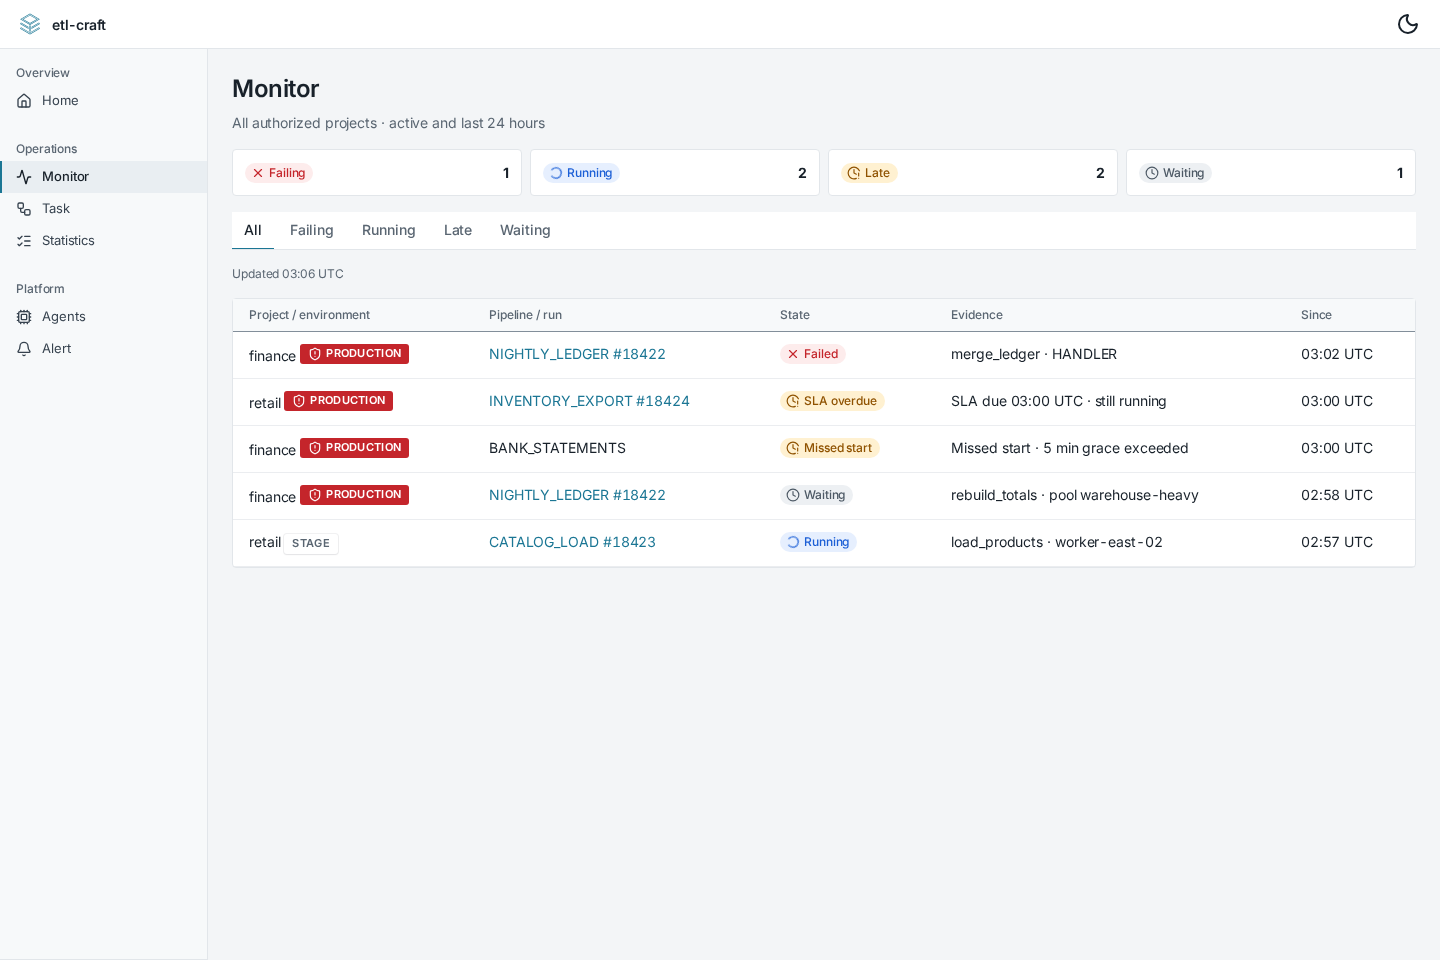 etl-craft
Overview
Home
Operations
Monitor
Task
Statistics
Platform
Agents
Alert
Monitor
All authorized projects · active and last 24 hours
Failing 1
Running 2
Late 2
Waiting 1
All Failing Running Late Waiting
Updated 03:06 UTC
Project / environment Pipeline / run State Evidence Since
finance PRODUCTION NIGHTLY_LEDGER #18422 Failed merge_ledger · HANDLER 03:02 UTC
retail PRODUCTION INVENTORY_EXPORT #18424 SLA overdue SLA due 03:00 UTC · still running 03:00 UTC
finance PRODUCTION BANK_STATEMENTS Missed start Missed start · 5 min grace exceeded 03:00 UTC
finance PRODUCTION NIGHTLY_LEDGER #18422 Waiting rebuild_totals · pool warehouse-heavy 02:58 UTC
retail STAGE CATALOG_LOAD #18423 Running load_products · worker-east-02 02:57 UTC